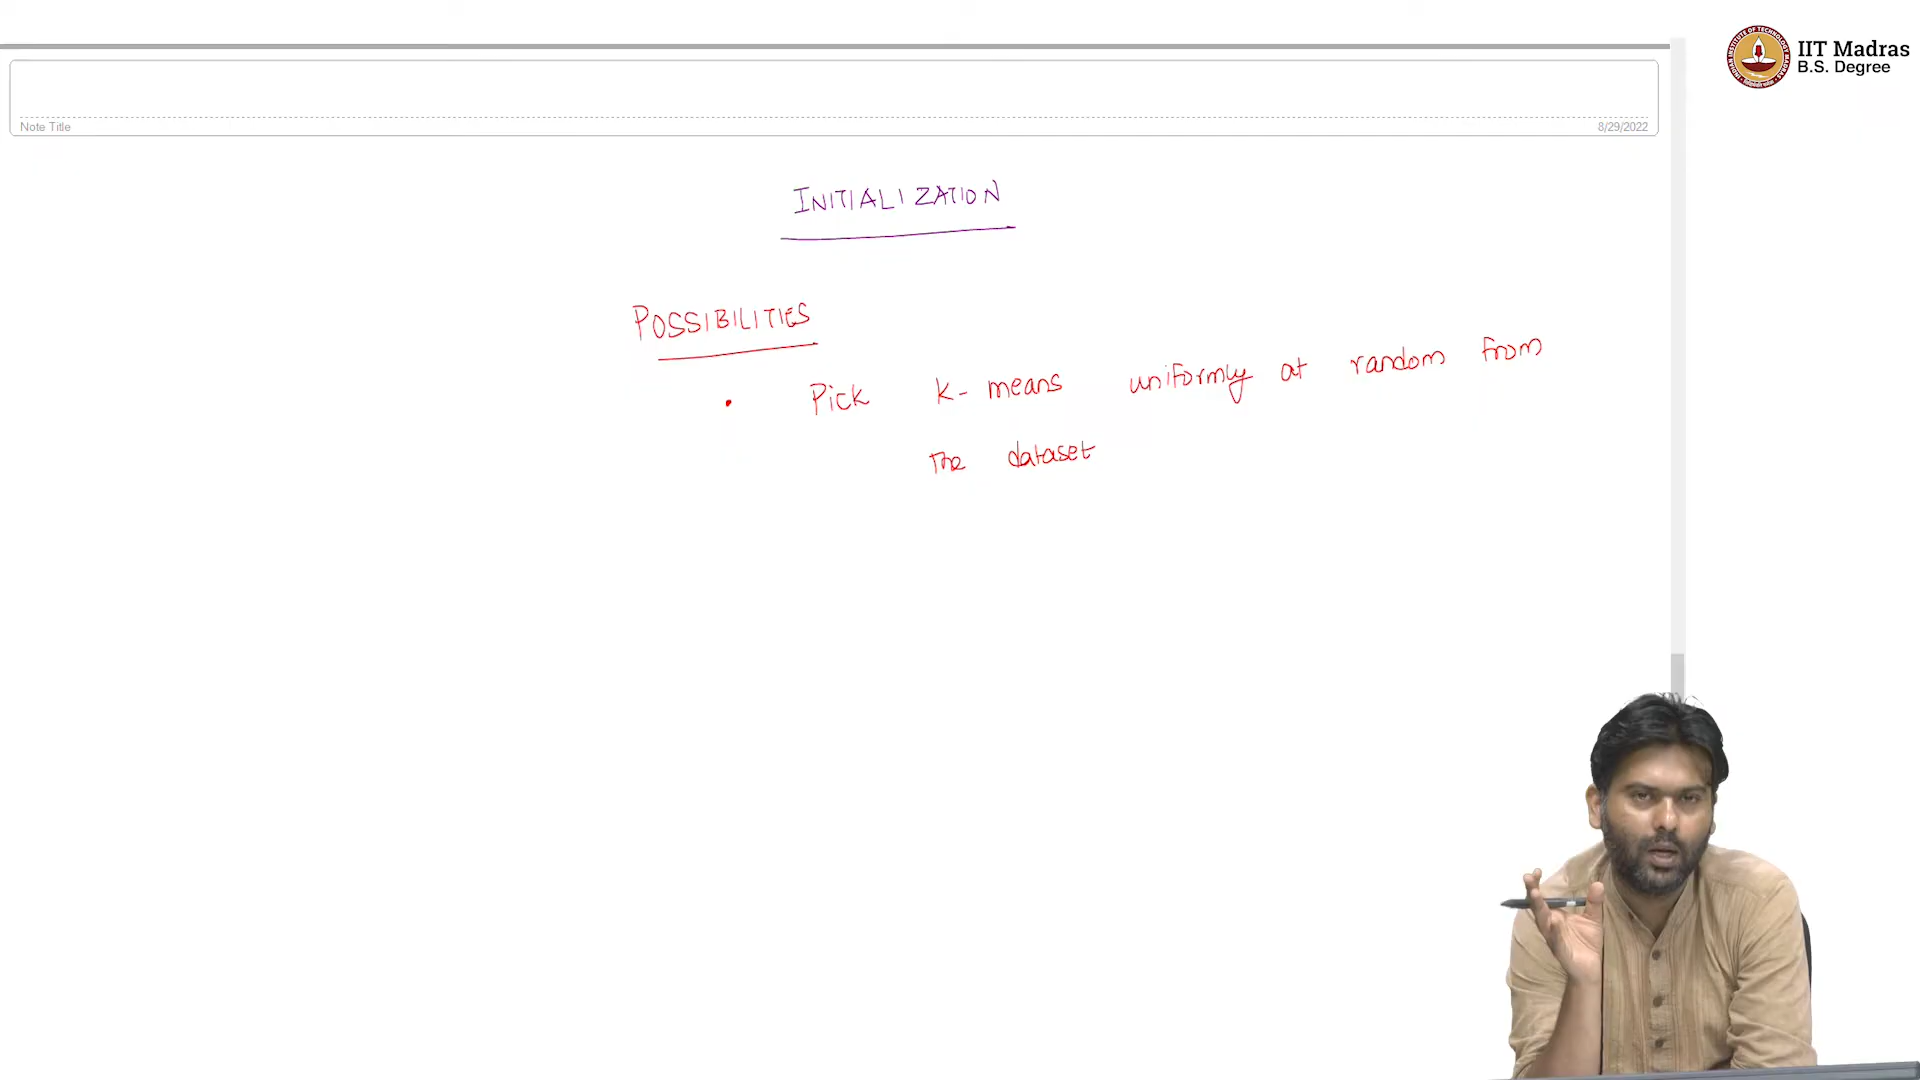 IIT Madras
B.S. Degree
Note Title
8/29/2022
INITIALIZATION
POSSIBILITIES
• Pick k-means uniformly at random from
the dataset